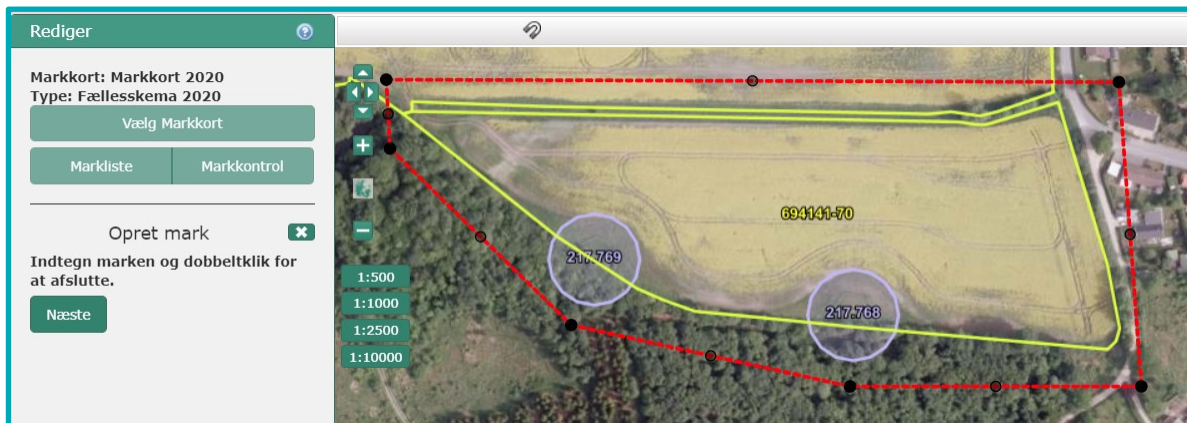 Rediger
Markkort: Markkort 2020
Type: Fællesskema 2020
Vælg Markkort
Markliste Markkontrol
Opret mark
Indtegn marken og dobbeltklik for
at afslutte.
Næste
1:500
1:1000
1:2500
1:10000
694141-70
217.769
217.768